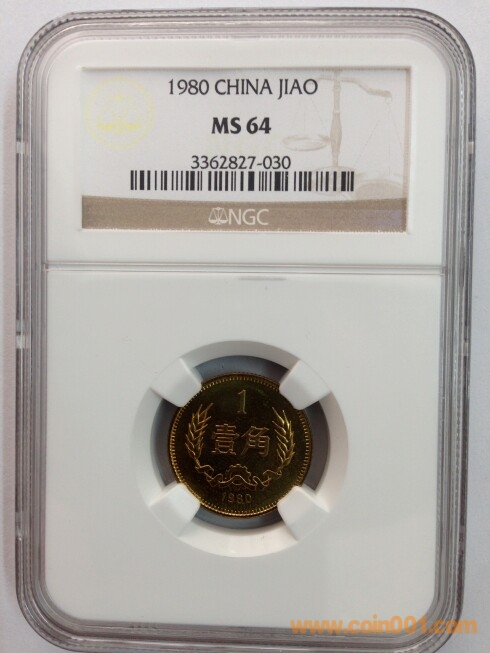 1980 CHINA JIAO
MS 64
3362827-030
NGC
1
壹角
1980
www.coin001.com